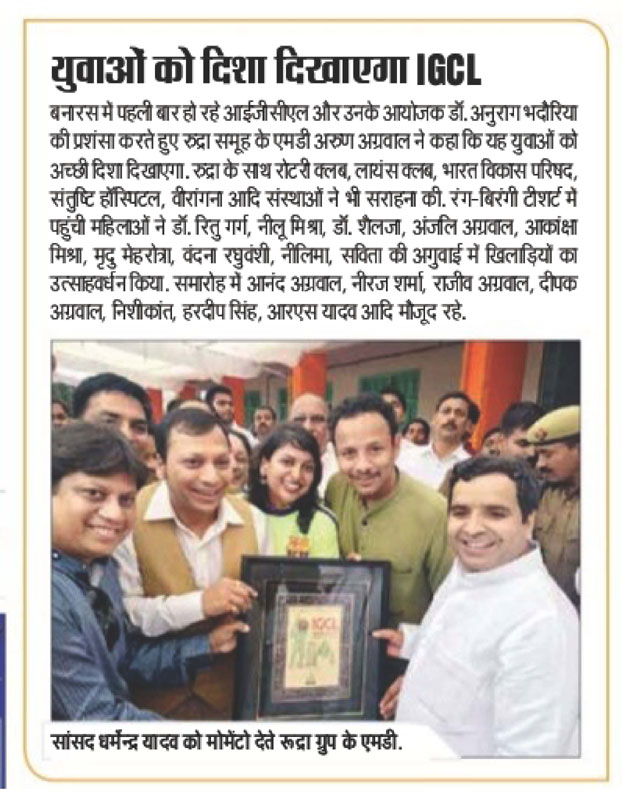 युवाओं को दिशा दिखाएगा IGCL
बनारस में पहली बार हो रहे आईजीसीएल और उनके आयोजक डॉ. अनुराग भदौरिया
की प्रशंसा करते हुए रुद्रा समूह के एमडी अरुण अग्रवाल ने कहा कि यह युवाओं को
अच्छी दिशा दिखाएगा. रुद्रा के साथ रोटरी क्लब, लायंस क्लब, भारत विकास परिषद,
संतुष्टि हॉस्पिटल, वीरांगना आदि संस्थाओं ने भी सराहना की. रंग-बिरंगी टीशर्ट में
पहुंची महिलाओं ने डॉ. रितु गर्ग, नीलू मिश्रा, डॉ. शैलजा, अंजलि अग्रवाल, आकांक्षा
मिश्रा, मृदु मेहरोत्रा, वंदना रघुवंशी, नीलिमा, सविता की अगुवाई में खिलाड़ियों का
उत्साहवर्धन किया. समारोह में आनंद अग्रवाल, नीरज शर्मा, राजीव अग्रवाल, दीपक
अग्रवाल, निशीकांत, हरदीप सिंह, आरएस यादव आदि मौजूद रहे.
IGCL
सांसद धर्मेन्द्र यादव को मोमेंटो देते रूद्रा ग्रुप के एमडी.